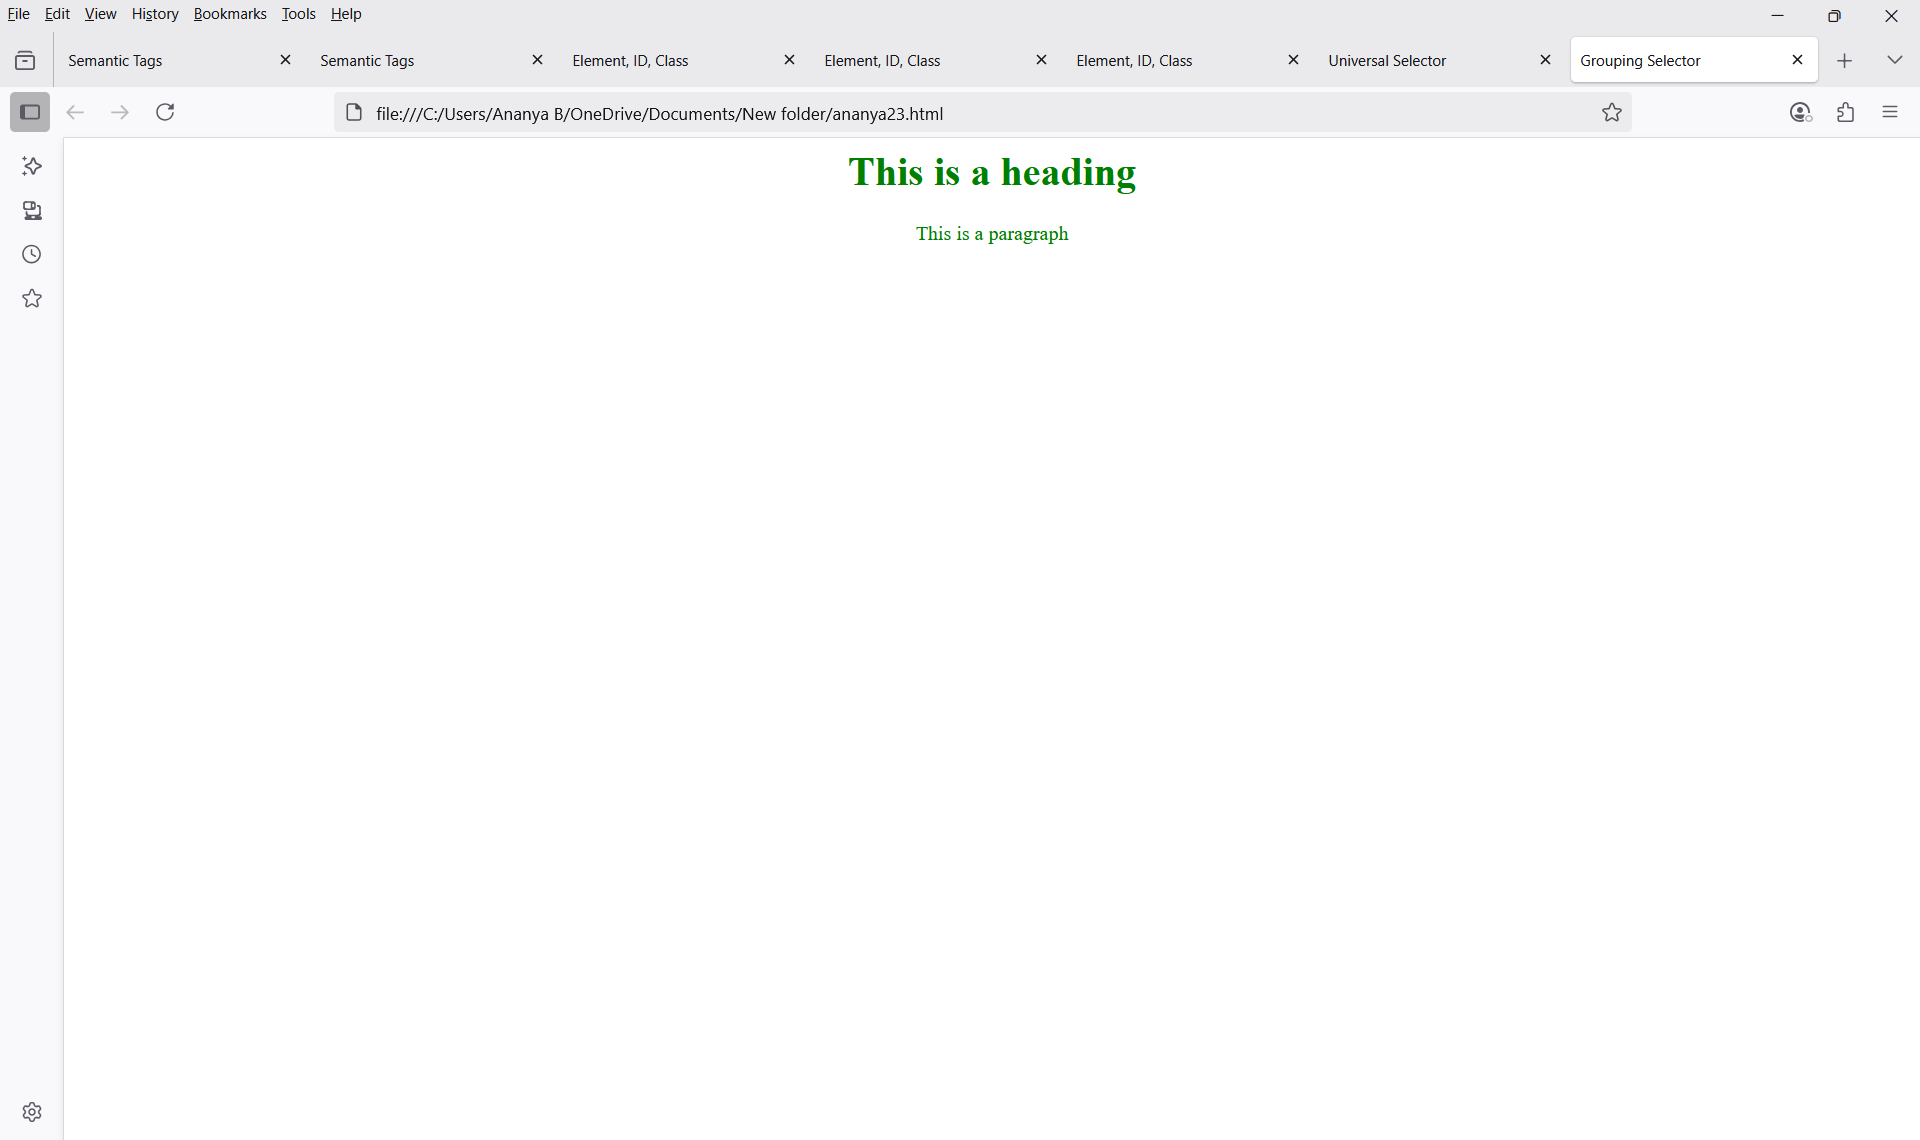 File Edit View History Bookmarks Tools Help
Semantic Tags Semantic Tags Element, ID, Class Element, ID, Class Element, ID, Class Universal Selector Grouping Selector
file:///C:/Users/Ananya B/OneDrive/Documents/New folder/ananya23.html
This is a heading
This is a paragraph